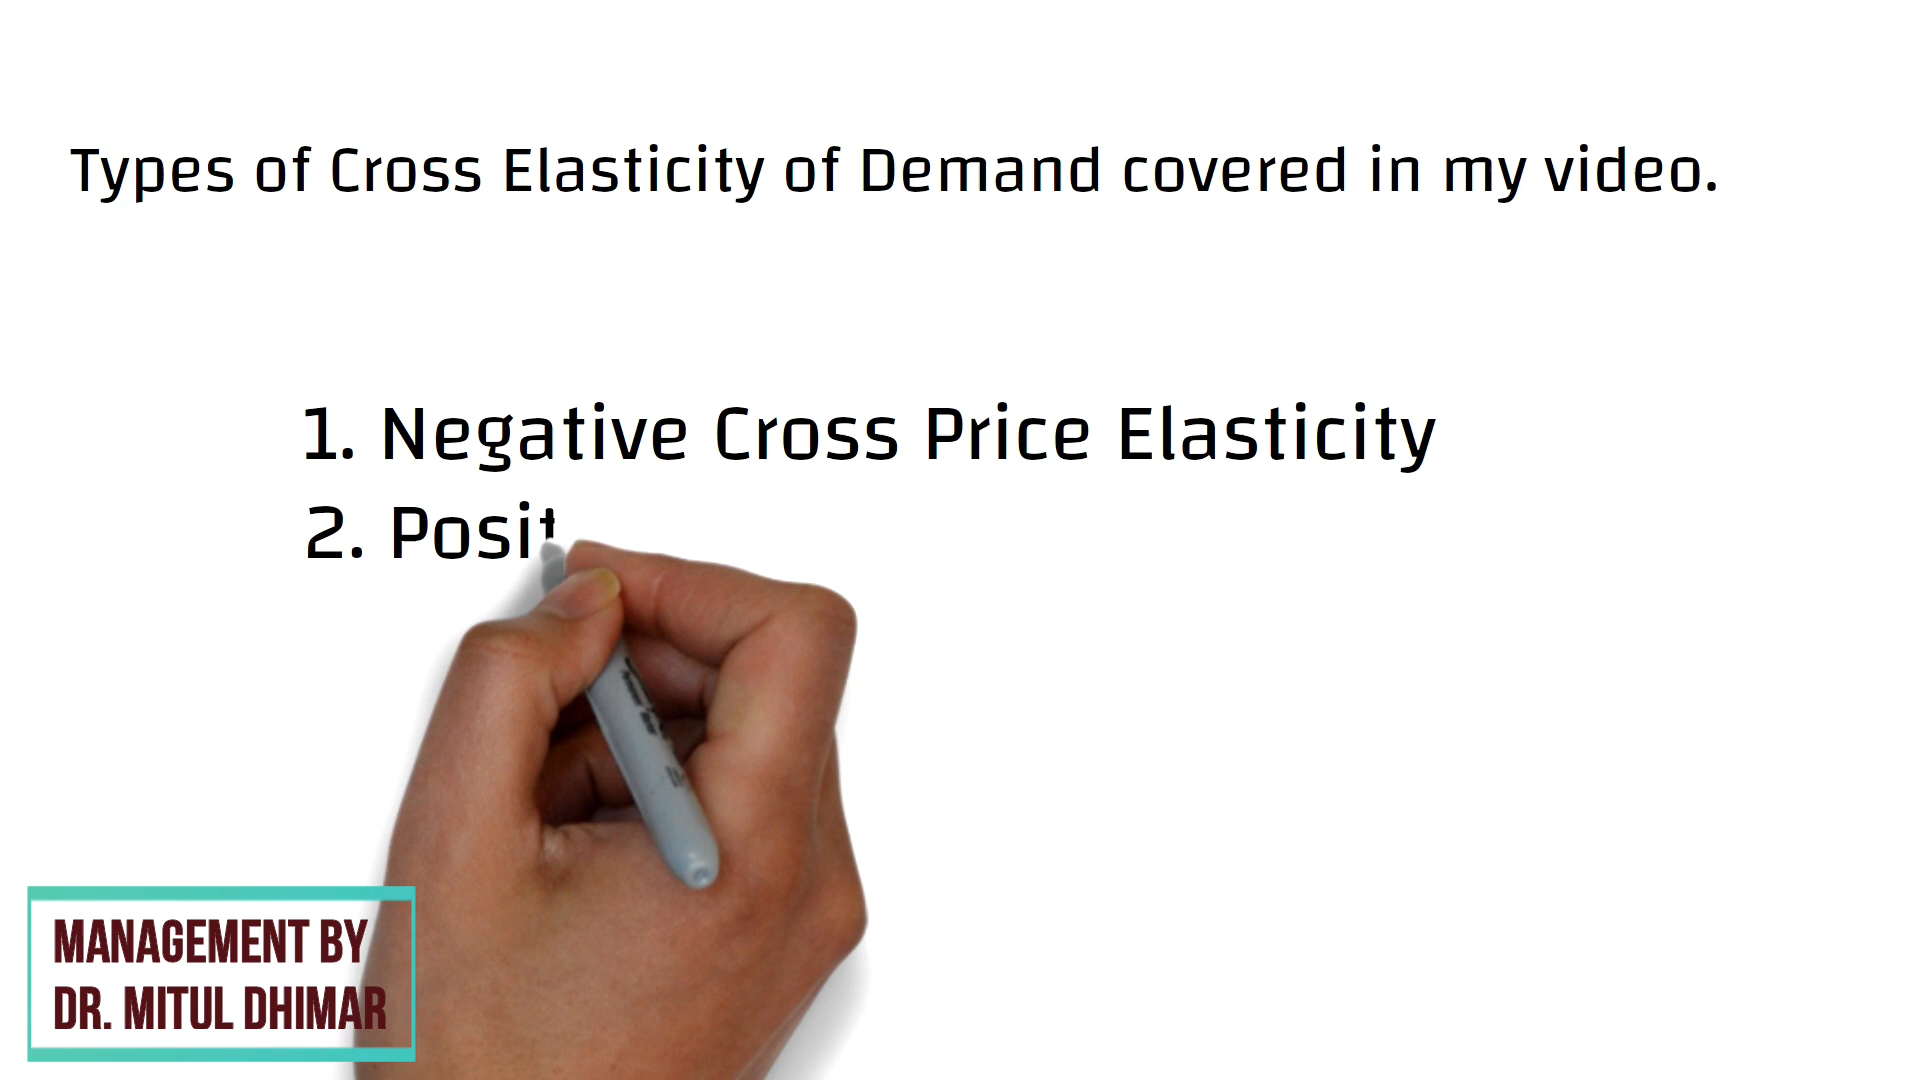 Types of Cross Elasticity of Demand covered in my video.
1. Negative Cross Price Elasticity
2. Posit
MANAGEMENT BY
DR. MITUL DHIMAR